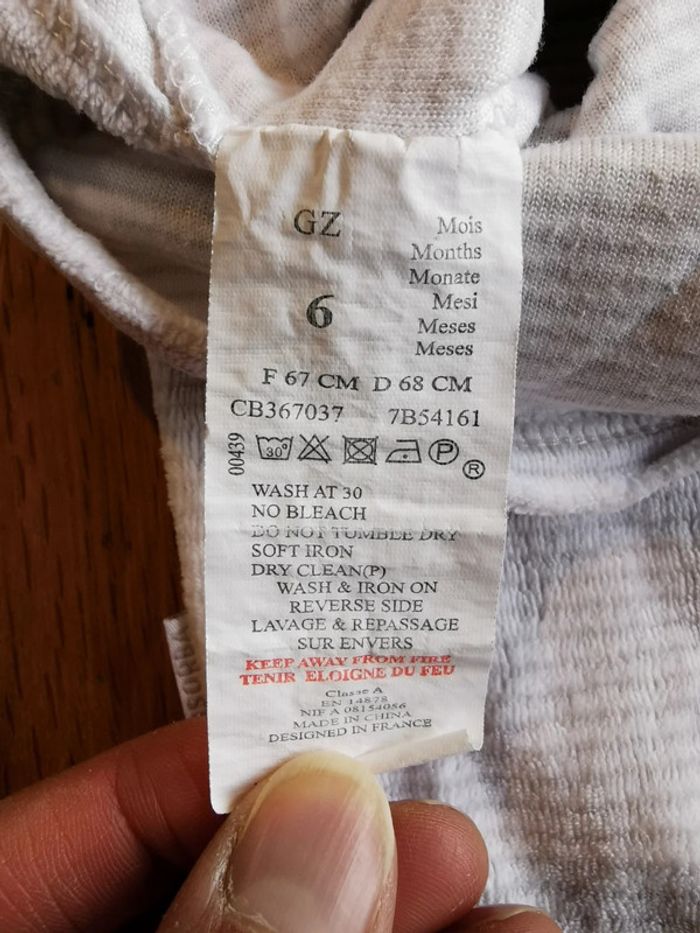 GZ Mois
Months
Monate
6 Mesi
Meses
Meses
F 67 CM D 68 CM
CB367037 7B54161
00439
30° P ®
WASH AT 30
NO BLEACH
DO NOT TUMBLE DRY
SOFT IRON
DRY CLEAN(P)
WASH & IRON ON
REVERSE SIDE
LAVAGE & REPASSAGE
SUR ENVERS
KEEP AWAY FROM FIRE
TENIR ELOIGNE DU FEU
Classe A
EN 14878
NIF A 08154056
MADE IN CHINA
DESIGNED IN FRANCE